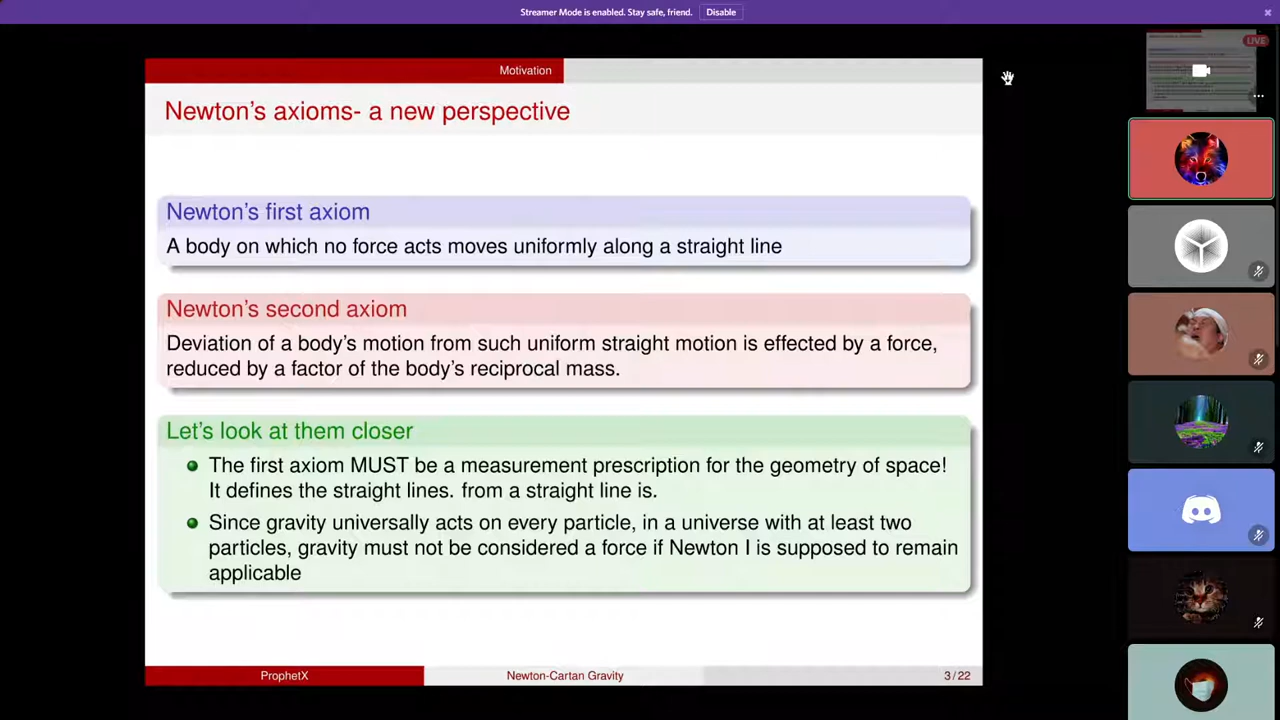 Streamer Mode is enabled. Stay safe, friend. Disable
LIVE
Motivation
Newton's axioms- a new perspective
Newton's first axiom
A body on which no force acts moves uniformly along a straight line
Newton's second axiom
Deviation of a body's motion from such uniform straight motion is effected by a force,
reduced by a factor of the body's reciprocal mass.
Let's look at them closer
The first axiom MUST be a measurement prescription for the geometry of space!
It defines the straight lines. from a straight line is.
Since gravity universally acts on every particle, in a universe with at least two
particles, gravity must not be considered a force if Newton I is supposed to remain
applicable
ProphetX
Newton-Cartan Gravity
3/22